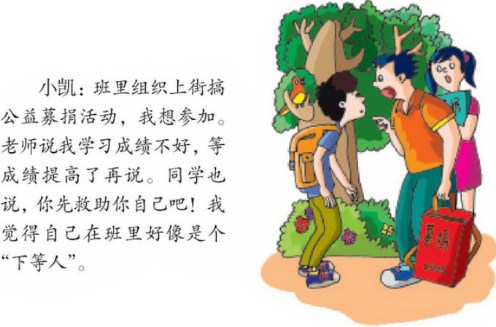 小凯：班里组织上街搞
公益募捐活动，我想参加。
老师说我学习成绩不好，等
成绩提高了再说。同学也
说，你先救助你自己吧！我
觉得自己在班里好像是个
“下等人”。
募捐